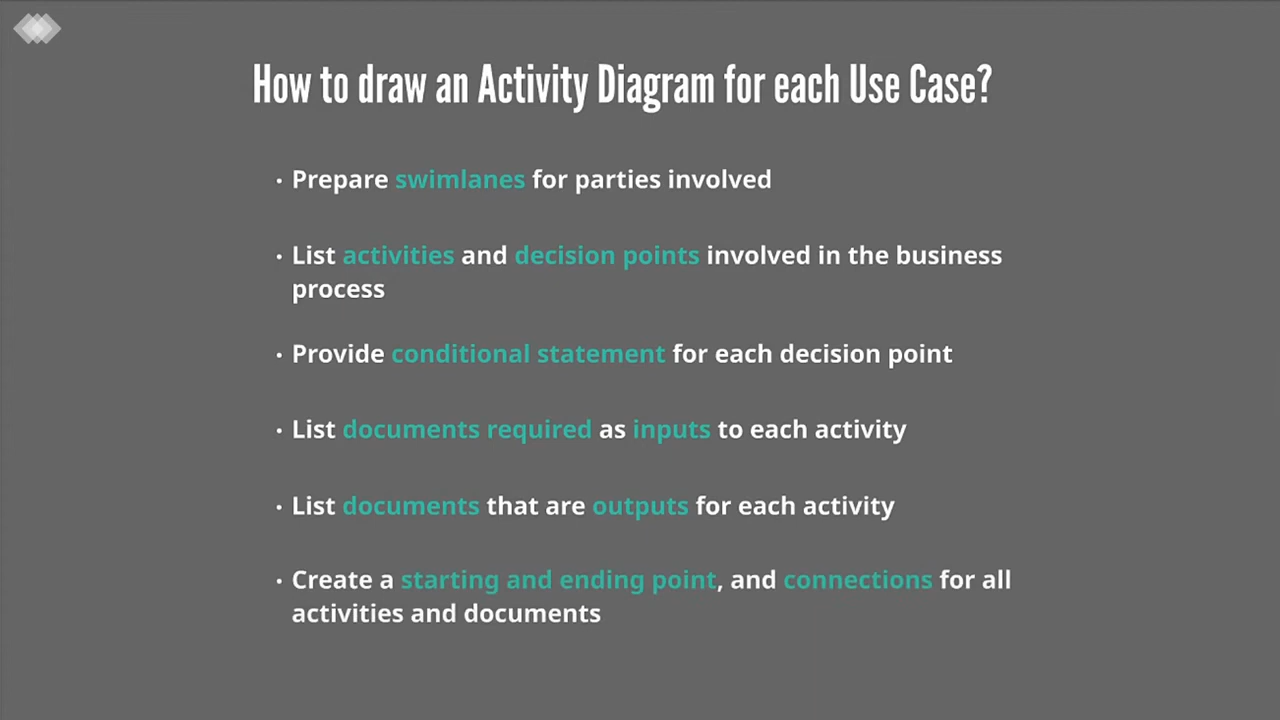 How to draw an Activity Diagram for each Use Case?
• Prepare swimlanes for parties involved
• List activities and decision points involved in the business
process
• Provide conditional statement for each decision point
• List documents required as inputs to each activity
• List documents that are outputs for each activity
• Create a starting and ending point, and connections for all
activities and documents